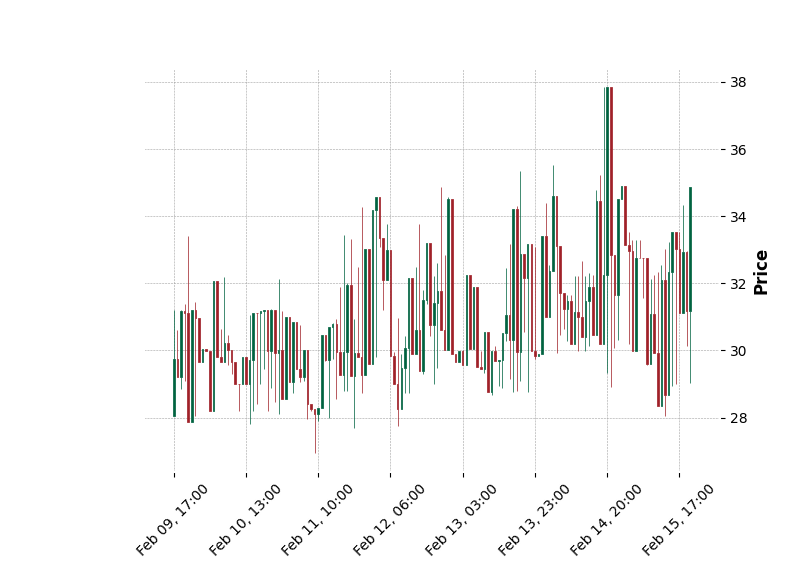 38
36
34
32
30
28
Price
Feb 09, 17:00
Feb 10, 13:00
Feb 11, 10:00
Feb 12, 06:00
Feb 13, 03:00
Feb 13, 23:00
Feb 14, 20:00
Feb 15, 17:00